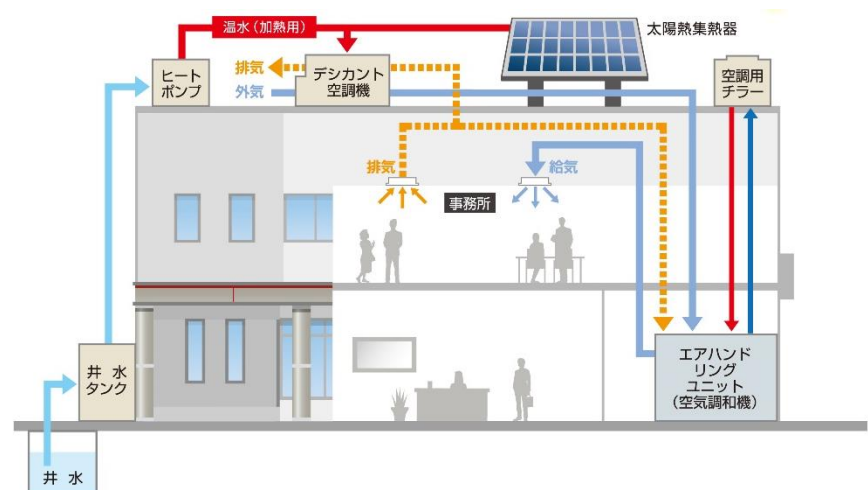 温水（加熱用）
太陽熱集熱器
ヒート
ポンプ
排気
外気
デシカント
空調機
空調用
チラー
排気
給気
事務所
井 水
タンク
エアハンド
リング
ユニット
（空気調和機）
井 水